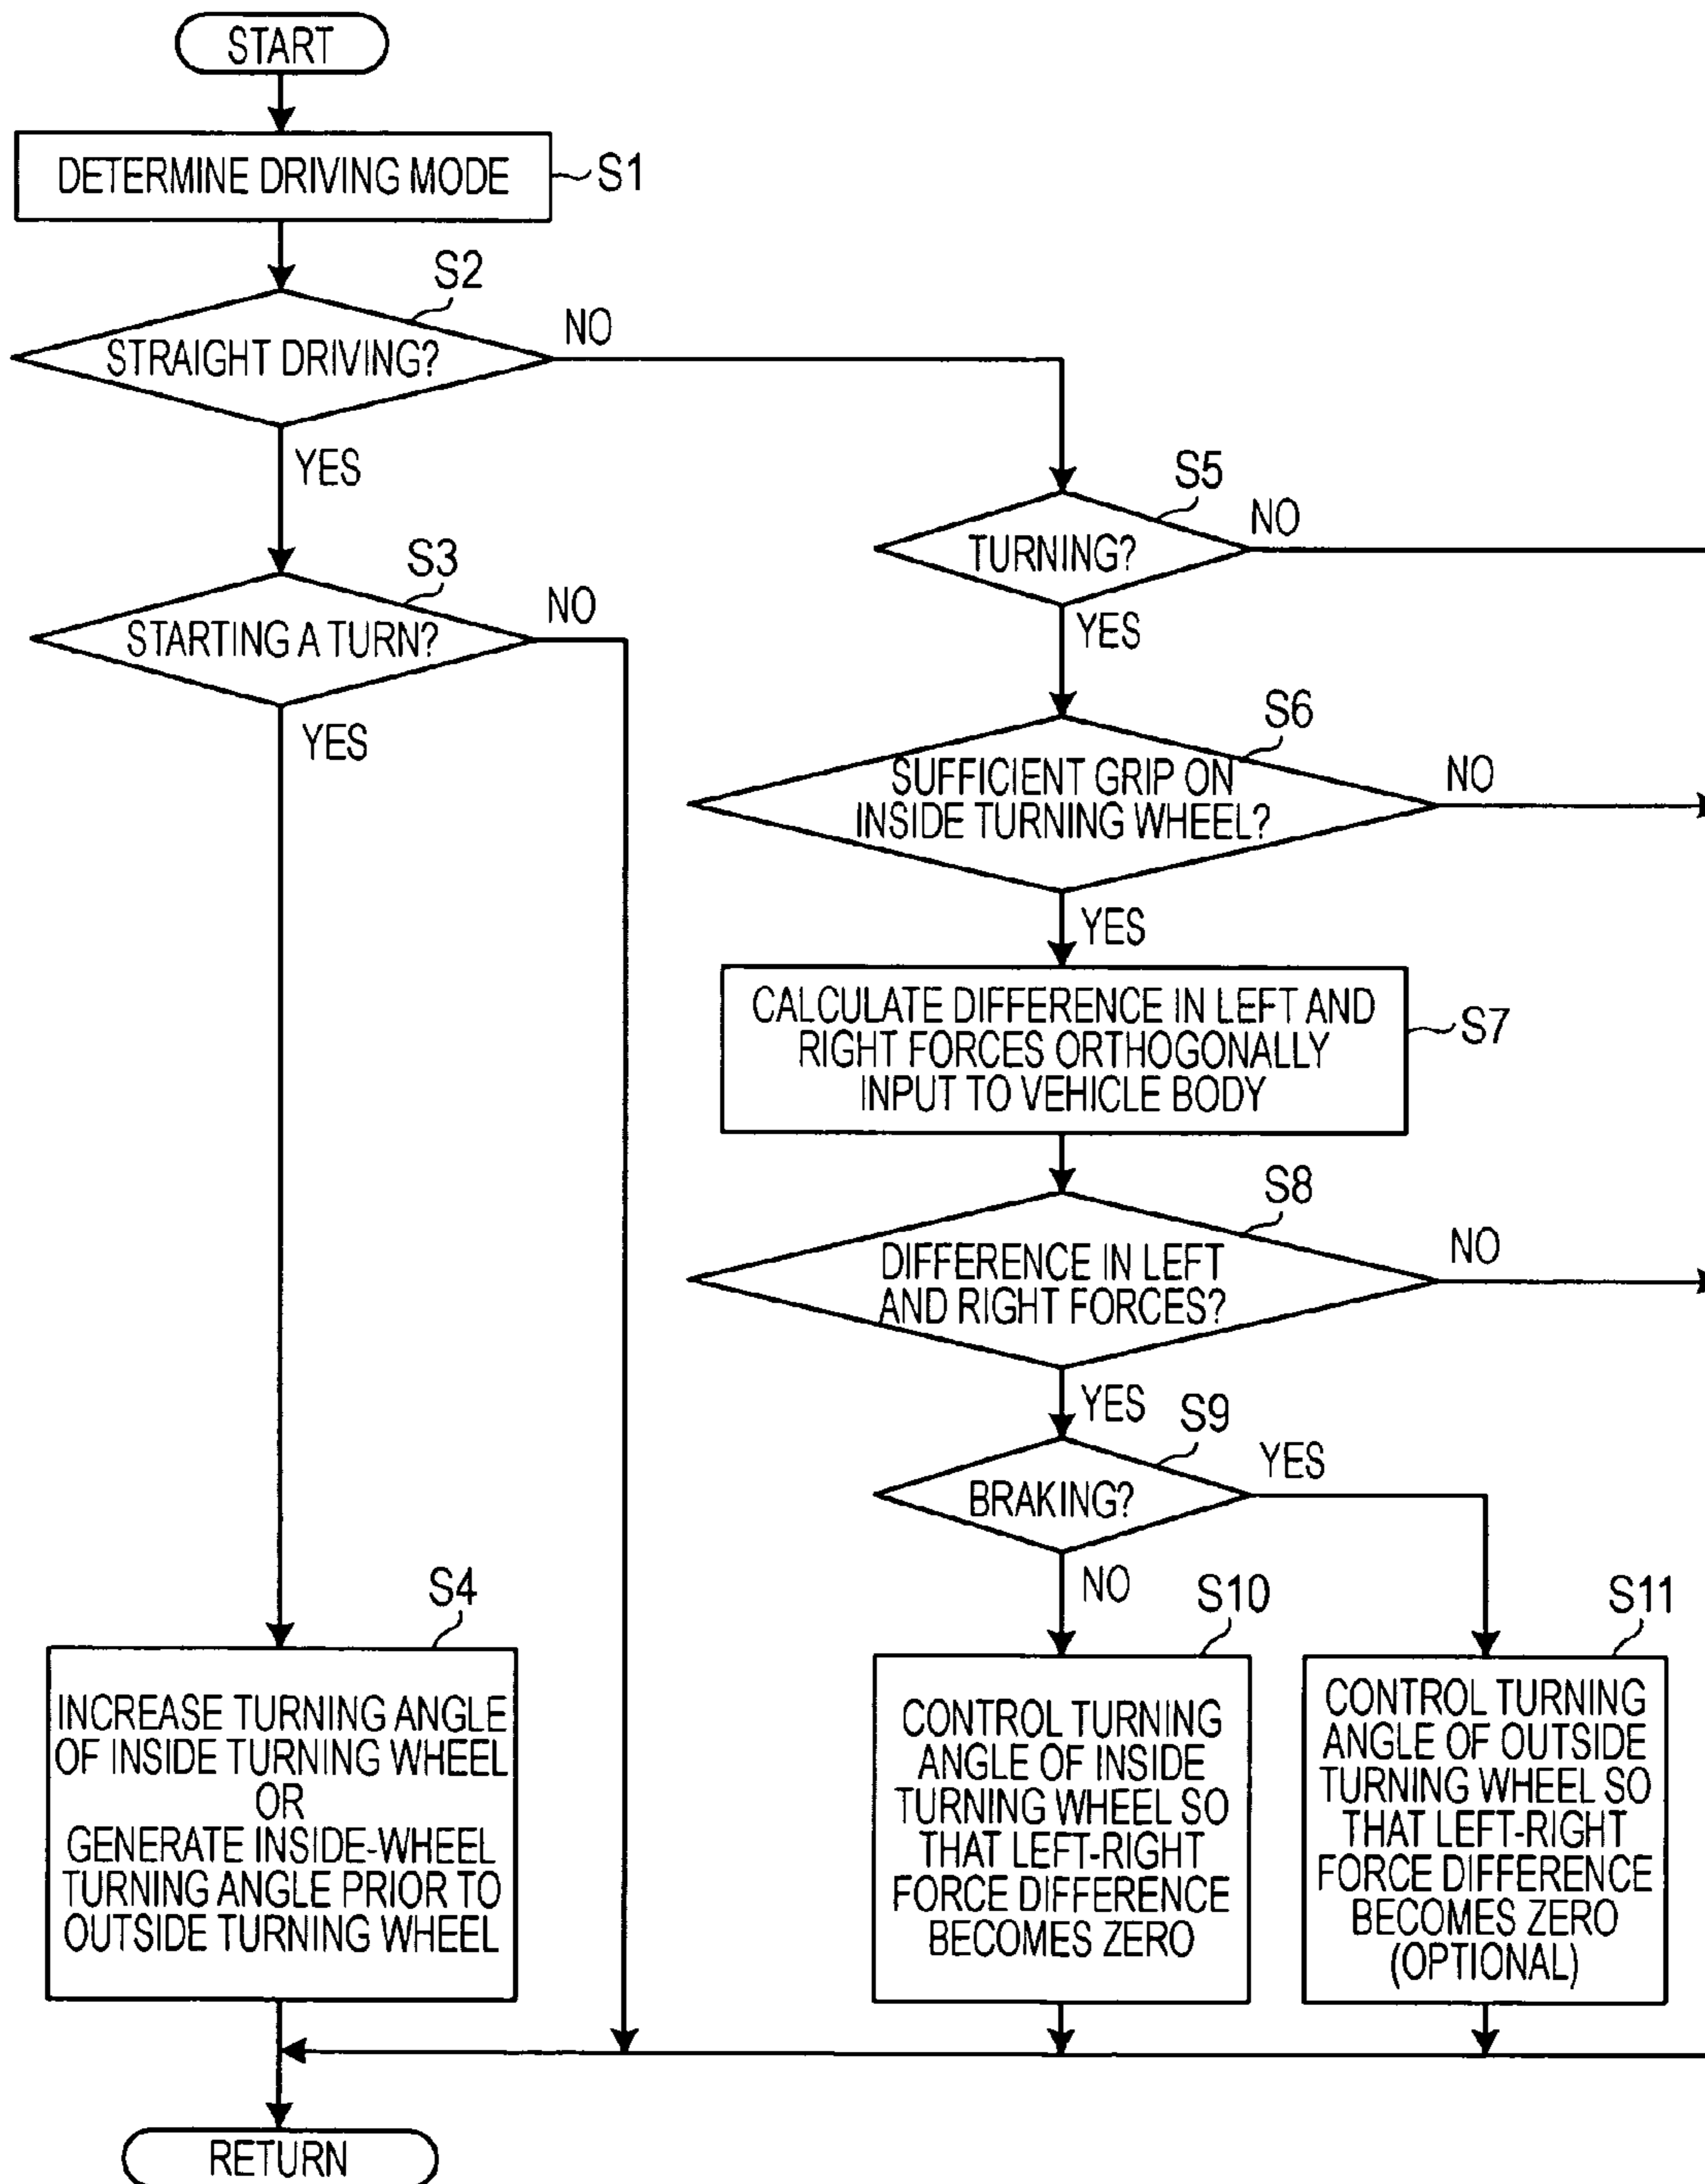 START
DETERMINE DRIVING MODE
S1
S2
STRAIGHT DRIVING?
NO
YES
S3
STARTING A TURN?
NO
YES
S4
INCREASE TURNING ANGLE
OF INSIDE TURNING WHEEL
OR
GENERATE INSIDE-WHEEL
TURNING ANGLE PRIOR TO
OUTSIDE TURNING WHEEL
S5
TURNING?
NO
YES
S6
SUFFICIENT GRIP ON
INSIDE TURNING WHEEL?
NO
YES
CALCULATE DIFFERENCE IN LEFT AND
RIGHT FORCES ORTHOGONALLY
INPUT TO VEHICLE BODY
S7
S8
DIFFERENCE IN LEFT
AND RIGHT FORCES?
NO
YES
S9
BRAKING?
YES
NO
S10
CONTROL TURNING
ANGLE OF INSIDE
TURNING WHEEL SO
THAT LEFT-RIGHT
FORCE DIFFERENCE
BECOMES ZERO
S11
CONTROL TURNING
ANGLE OF OUTSIDE
TURNING WHEEL SO
THAT LEFT-RIGHT
FORCE DIFFERENCE
BECOMES ZERO
(OPTIONAL)
RETURN